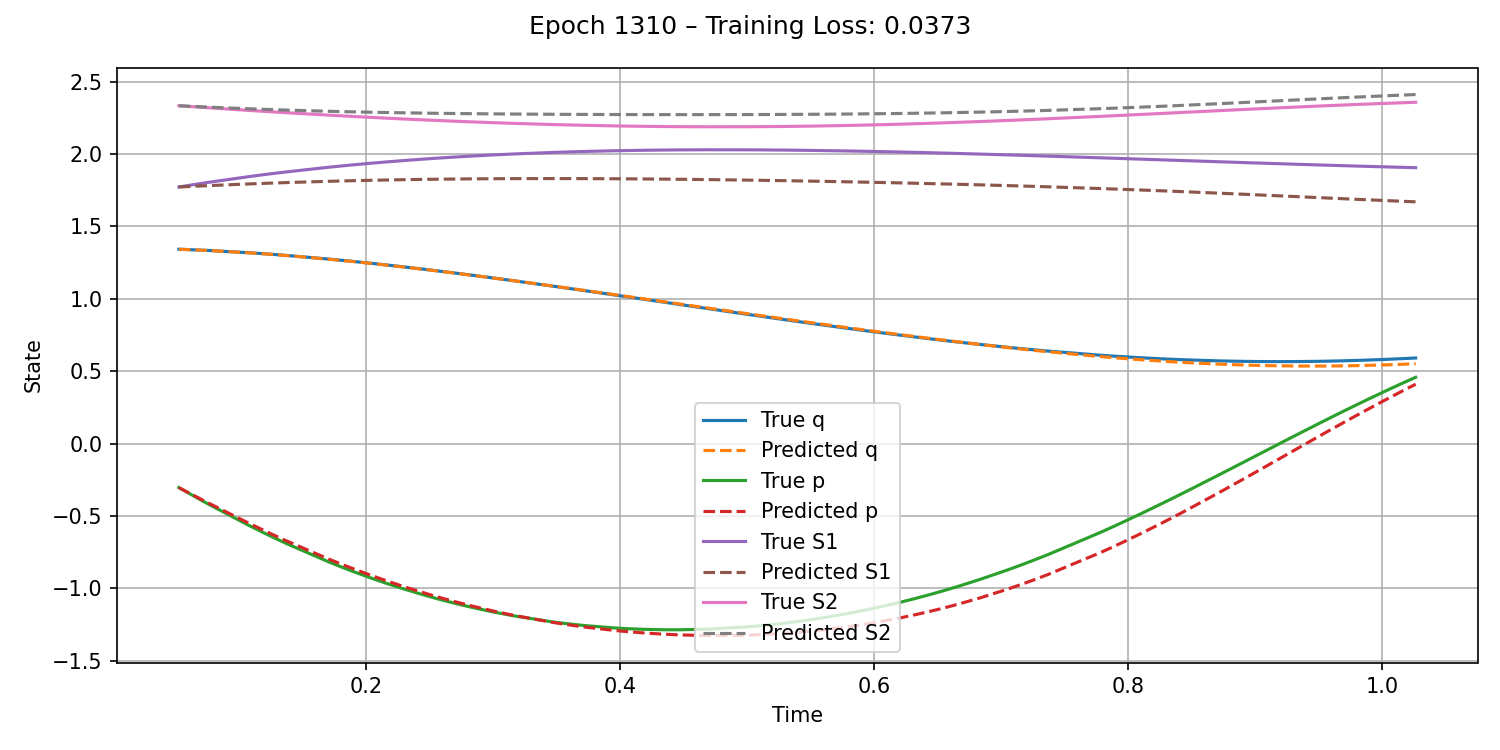 Epoch 1310 – Training Loss: 0.0373
2.5
2.0
1.5
1.0
0.5
0.0
−0.5
−1.0
−1.5
State
True q
Predicted q
True p
Predicted p
True S1
Predicted S1
True S2
Predicted S2
0.2 0.4 0.6 0.8 1.0
Time